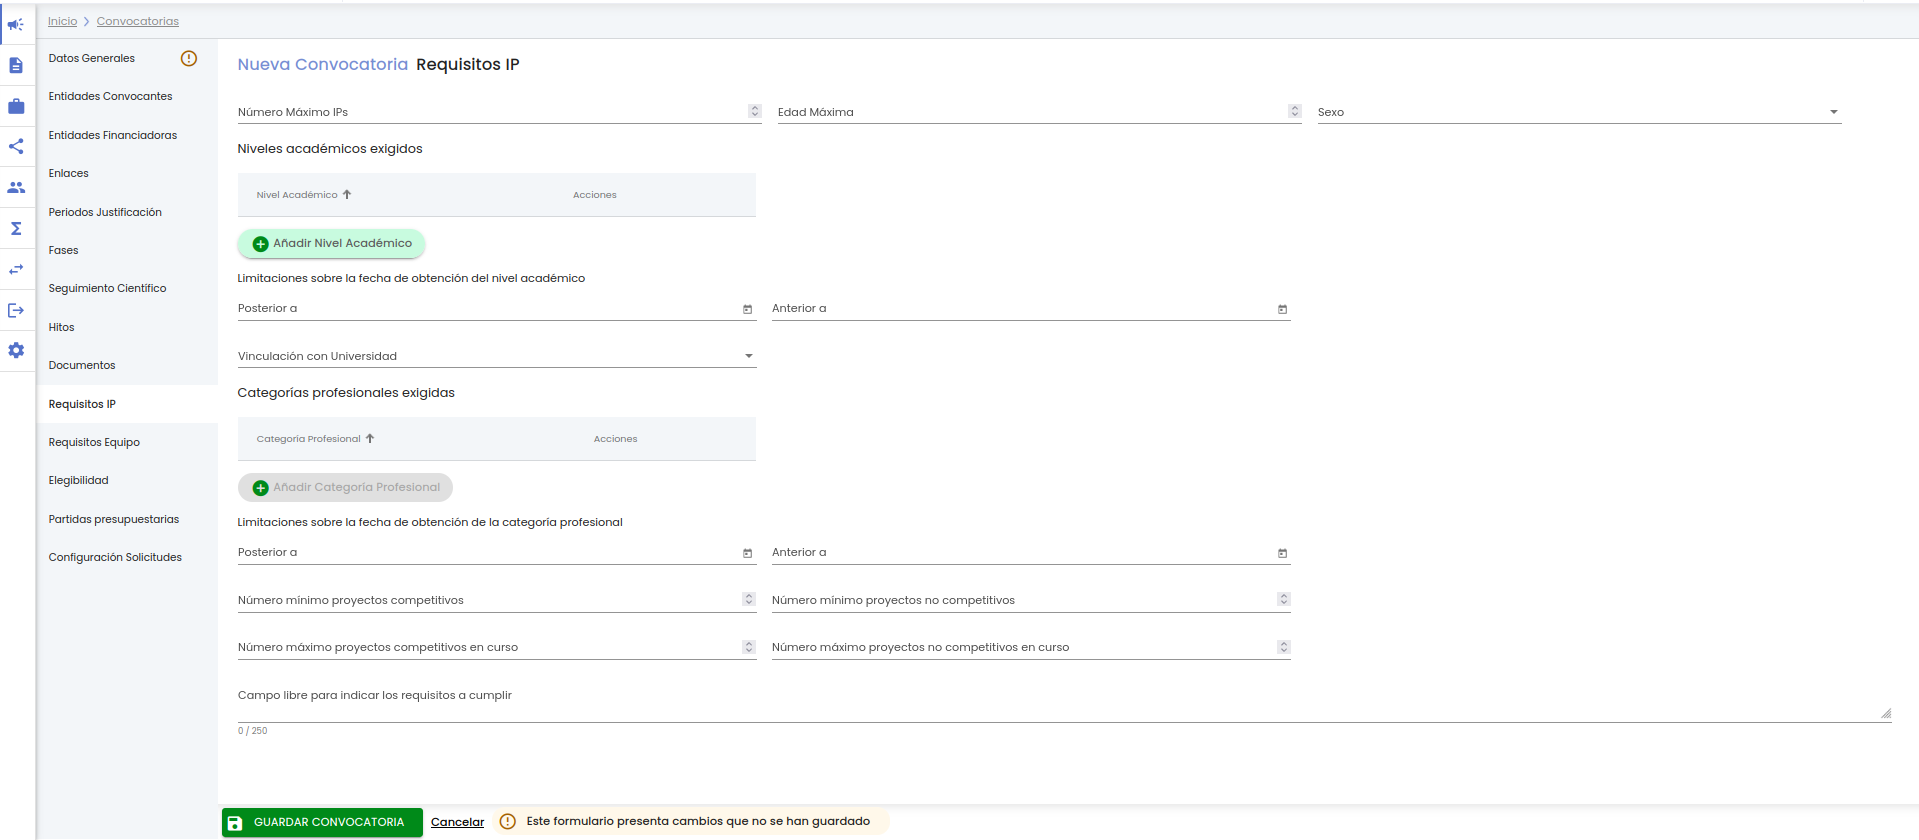 Inicio > Convocatorias
Datos Generales
Entidades Convocantes
Entidades Financiadoras
Enlaces
Periodos Justificación
Fases
Seguimiento Científico
Hitos
Documentos
Requisitos IP
Requisitos Equipo
Elegibilidad
Partidas presupuestarias
Configuración Solicitudes
Nueva Convocatoria Requisitos IP
Número Máximo IPs Edad Máxima Sexo
Niveles académicos exigidos
Nivel Académico Acciones
Añadir Nivel Académico
Limitaciones sobre la fecha de obtención del nivel académico
Posterior a Anterior a
Vinculación con Universidad
Categorías profesionales exigidas
Categoría Profesional Acciones
Añadir Categoría Profesional
Limitaciones sobre la fecha de obtención de la categoría profesional
Posterior a Anterior a
Número mínimo proyectos competitivos Número mínimo proyectos no competitivos
Número máximo proyectos competitivos en curso Número máximo proyectos no competitivos en curso
Campo libre para indicar los requisitos a cumplir
0 / 250
GUARDAR CONVOCATORIA Cancelar Este formulario presenta cambios que no se han guardado